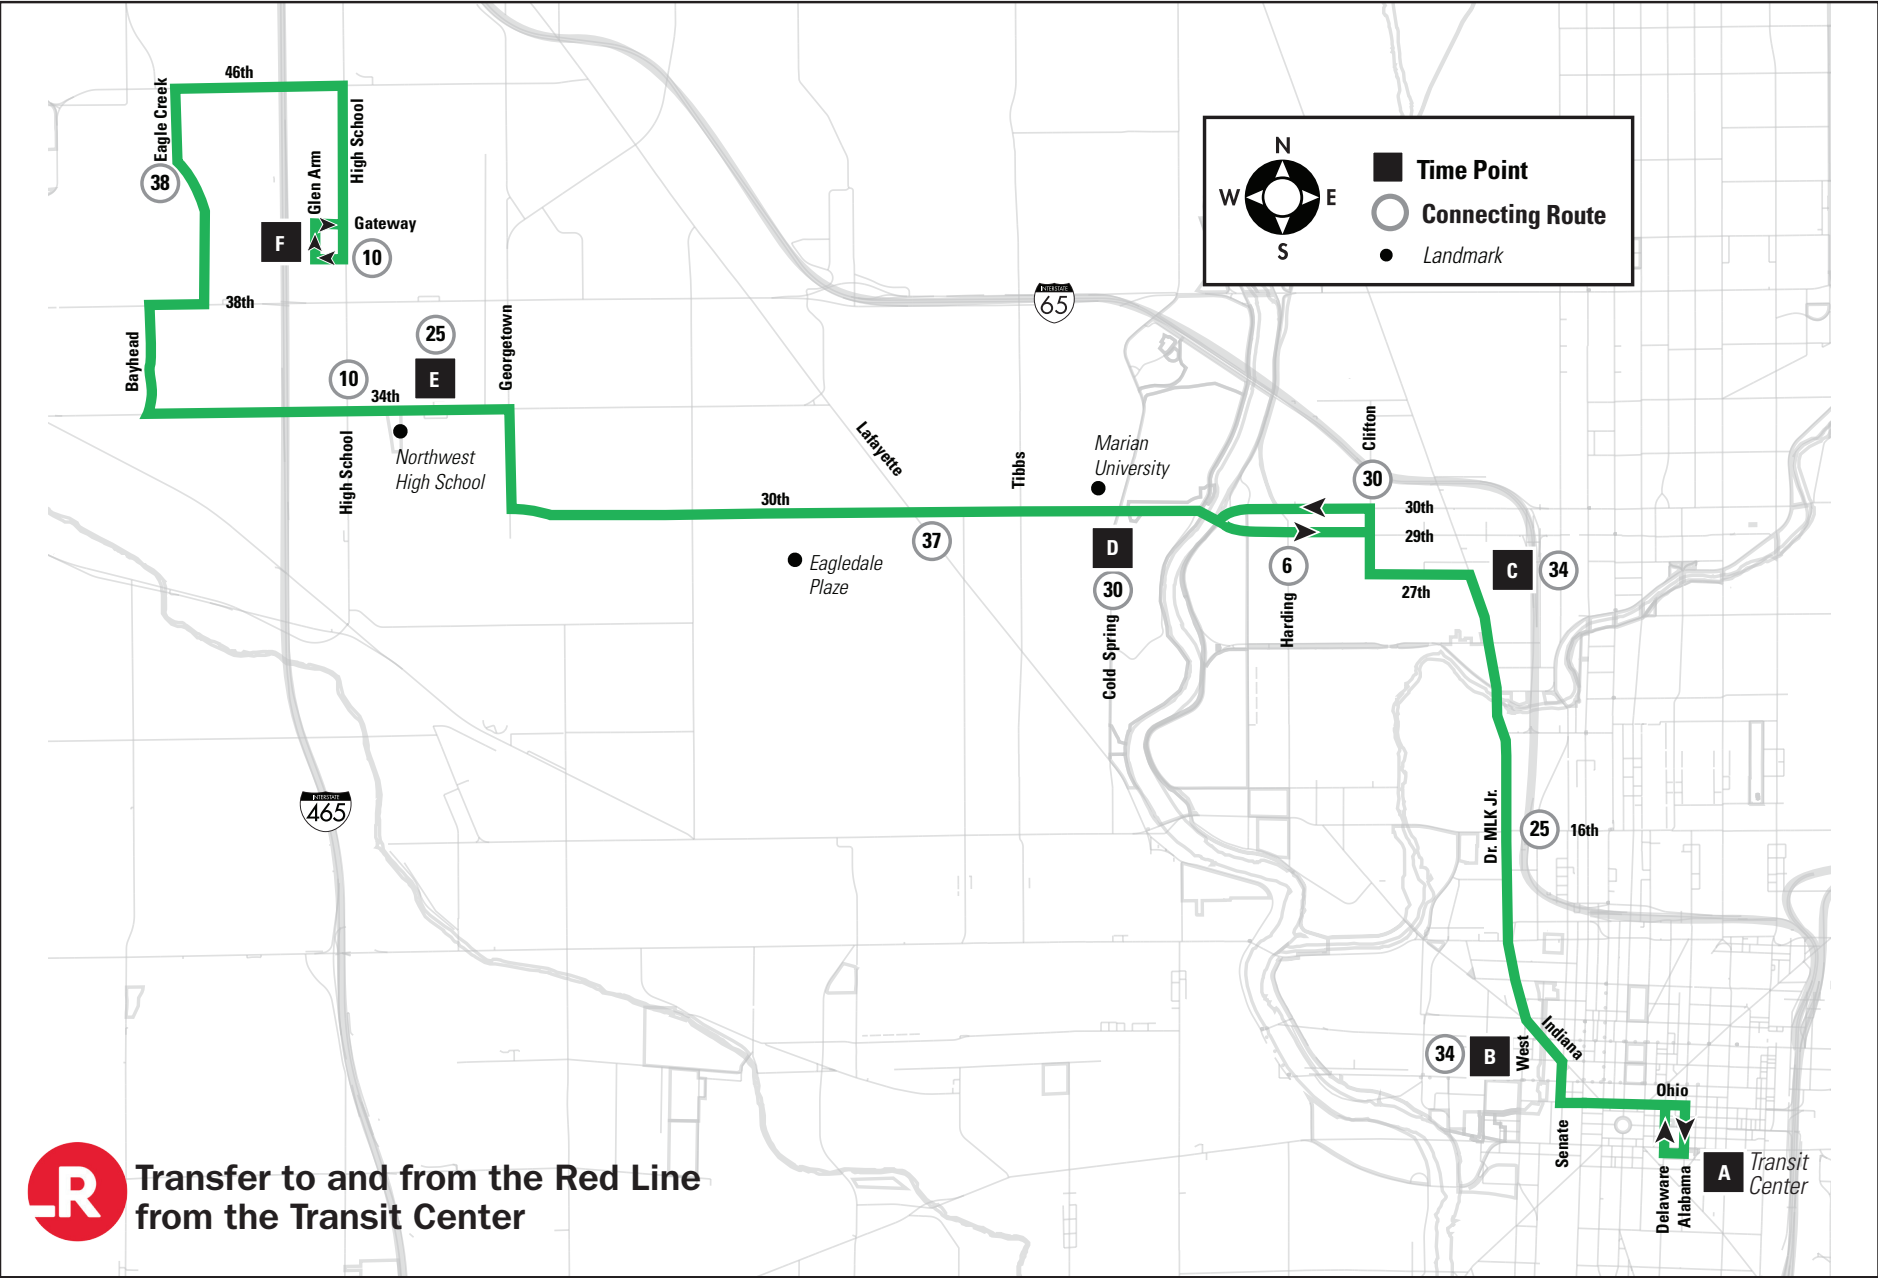 46th
Eagle Creek
High School
Glen Arm
38
Gateway
F
10
38th
Bayhead
25
Georgetown
10
E
34th
High School
Northwest
High School
INTERSTATE
65
N
W
E
S
Time Point
Connecting Route
Landmark
Lafayette
Tibbs
Marian
University
Clifton
30
30th
30th
29th
37
Eagledale
Plaze
D
30
Cold Spring
6
Harding
27th
C
34
INTERSTATE
465
Dr. MLK Jr.
25
16th
34
B
West
Indiana
Ohio
Senate
Delaware
Alabama
A
Transit
Center
R
Transfer to and from the Red Line
from the Transit Center